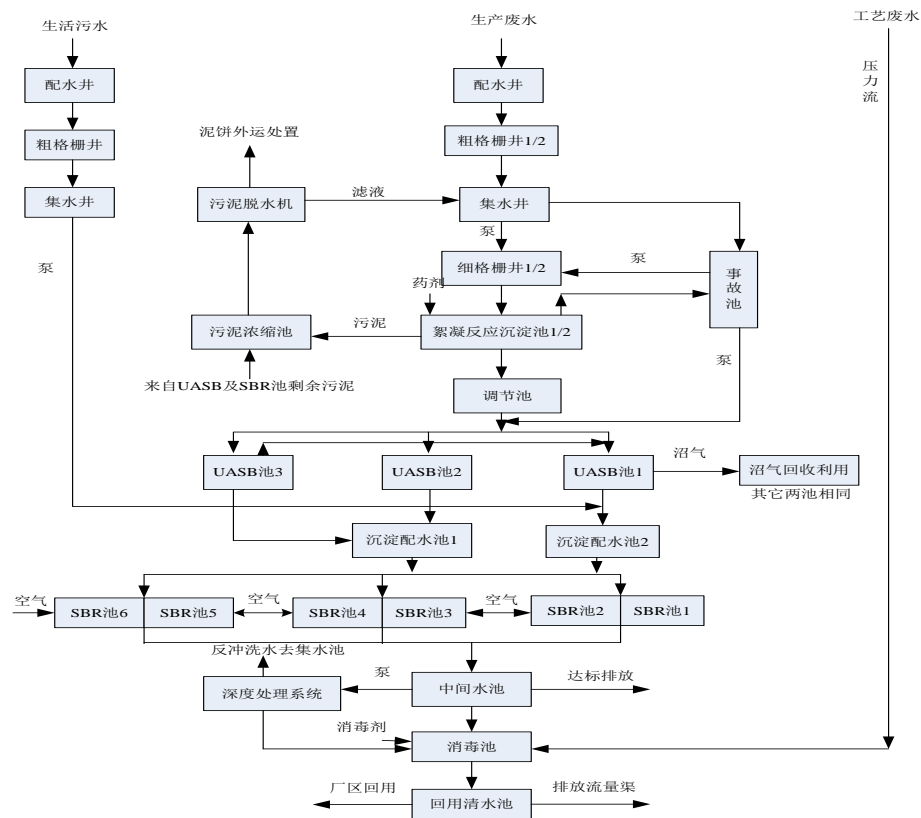 生活污水
生产废水
工艺废水
配水井
配水井
压力流
泥饼外运处置
粗格栅井1/2
粗格栅井
滤液
集水井
污泥脱水机
集水井
泵
泵
泵
细格栅井1/2
事故池
药剂
污泥浓缩池
污泥
絮凝反应沉淀池1/2
泵
来自UASB及SBR池剩余污泥
调节池
沼气
UASB池3
UASB池2
UASB池1
沼气回收利用
其它两池相同
沉淀配水池1
沉淀配水池2
空气
空气
空气
SBR池6
SBR池5
SBR池4
SBR池3
SBR池2
SBR池1
反冲洗水去集水池
泵
达标排放
深度处理系统
中间水池
消毒剂
消毒池
厂区回用
排放流量渠
回用清水池